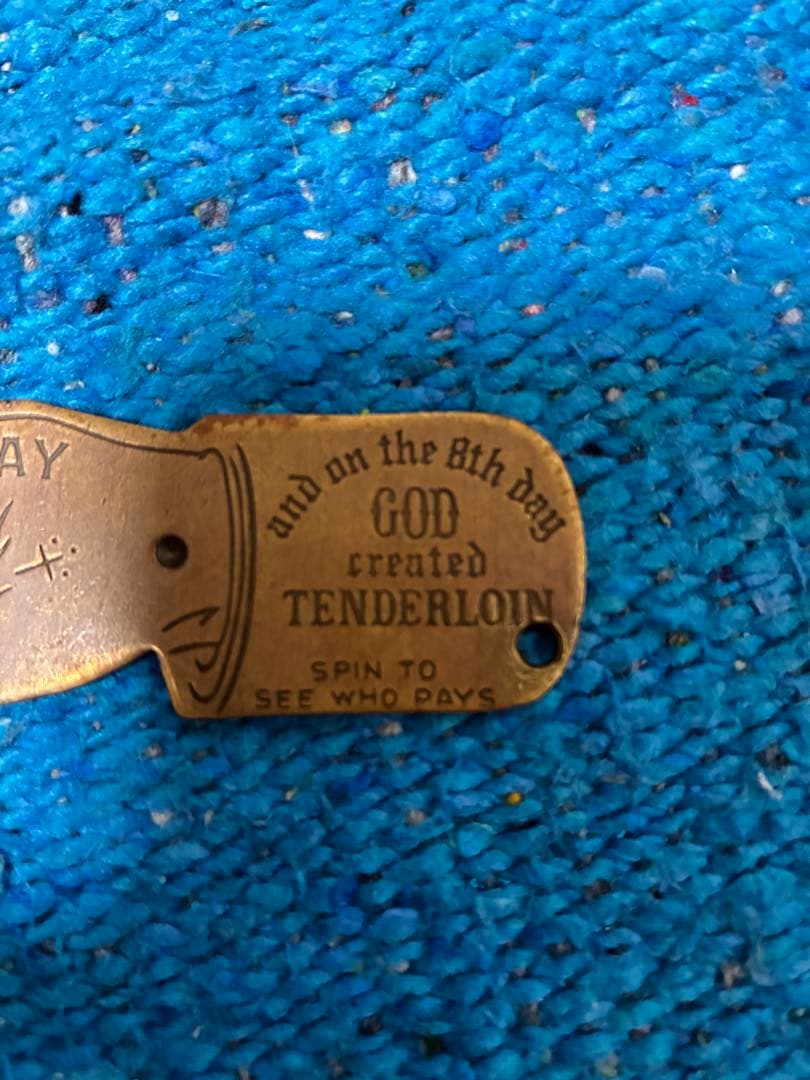 AY
and on the 8th day
GOD
created
TENDERLOIN
SPIN TO
SEE WHO PAYS